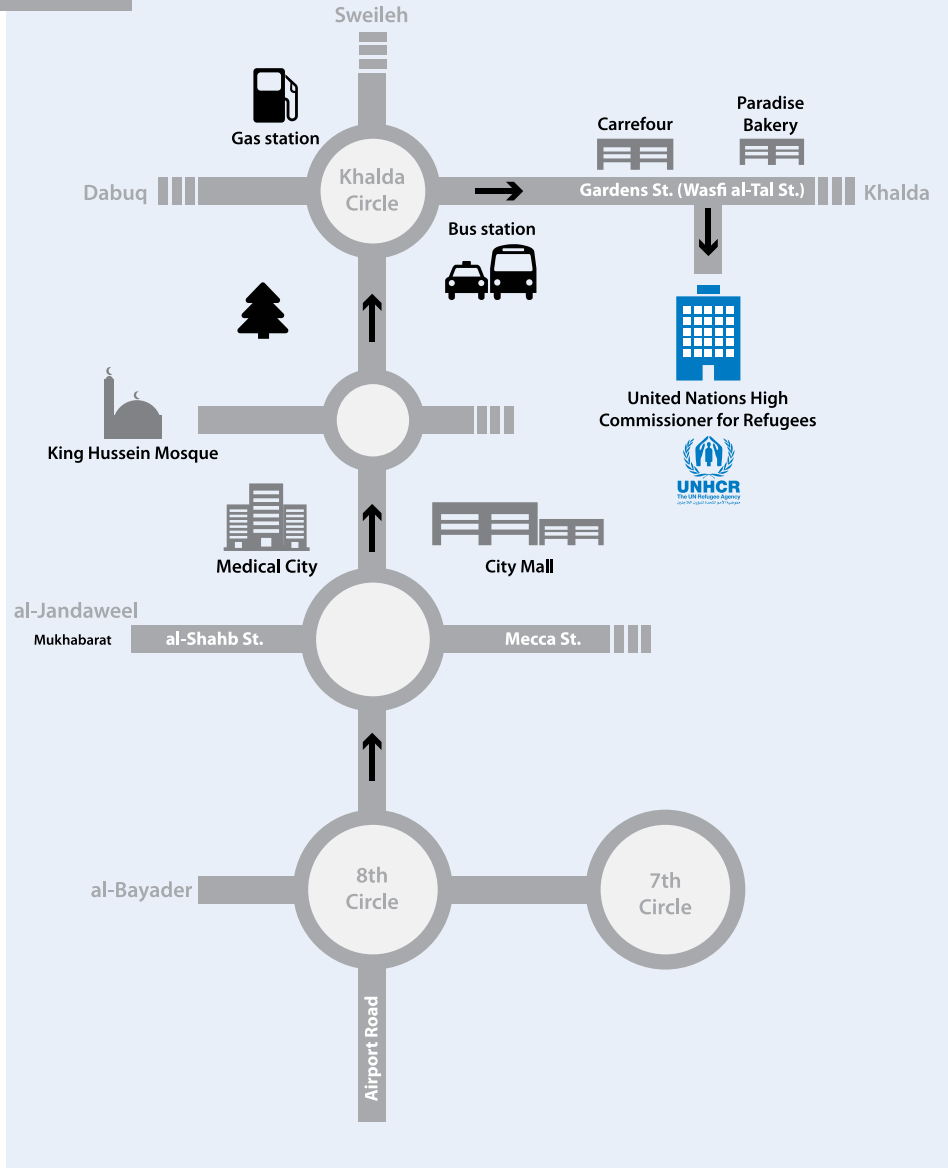 Sweileh
Gas station
Carrefour
Paradise
Bakery
Dabuq
Khalda
Circle
Gardens St. (Wasfi al-Tal St.)
Khalda
Bus station
United Nations High
Commissioner for Refugees
King Hussein Mosque
UNHCR
The UN Refugee Agency
Medical City
City Mall
al-Jandaweel
Mukhabarat
al-Shahb St.
Mecca St.
al-Bayader
8th
Circle
7th
Circle
Airport Road